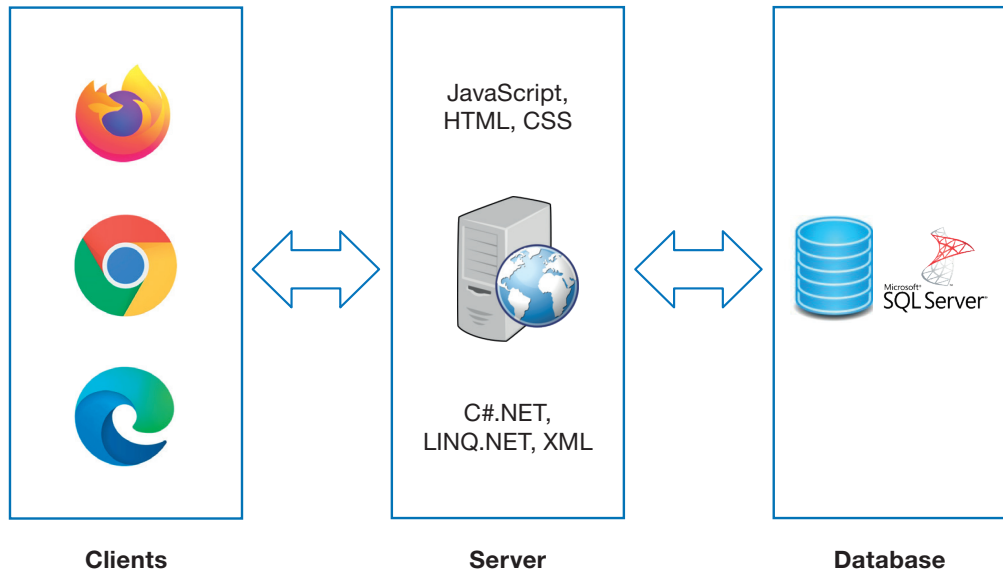 JavaScript,
HTML, CSS
C#.NET,
LINQ.NET, XML
Microsoft®
SQL Server
Clients
Server
Database